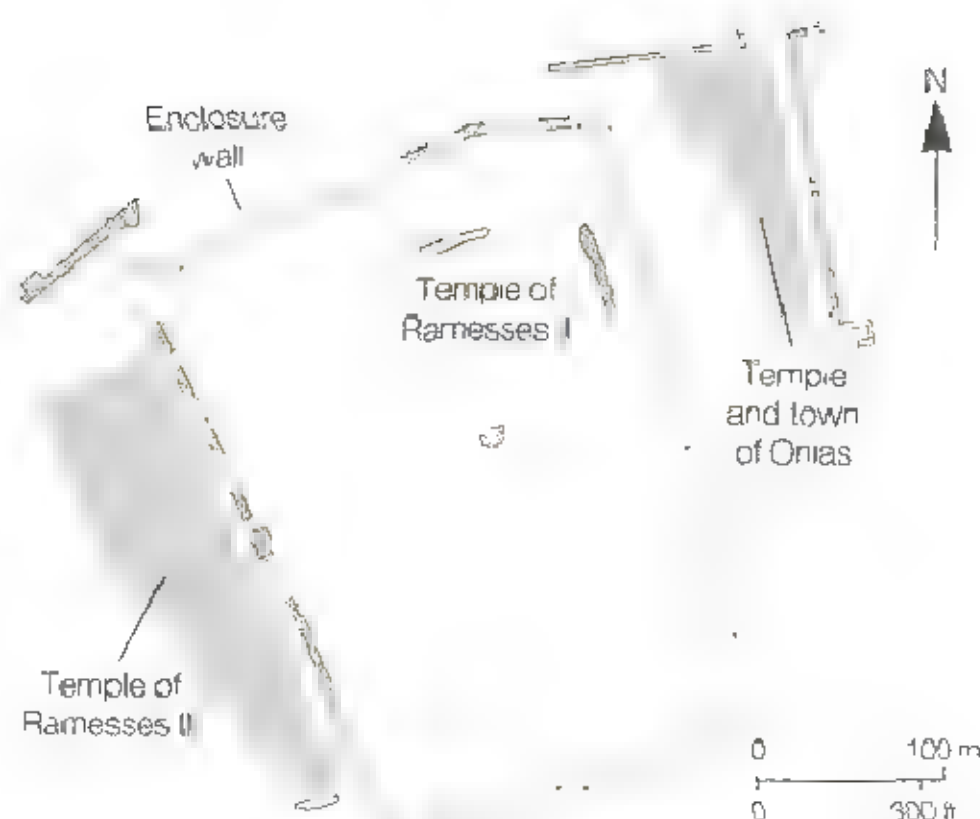 N
Enclosure
wall
Temple of
Ramesses
Temple
and town
of Onias
Temple of
Ramesses II
0 100 m
0 300 ft